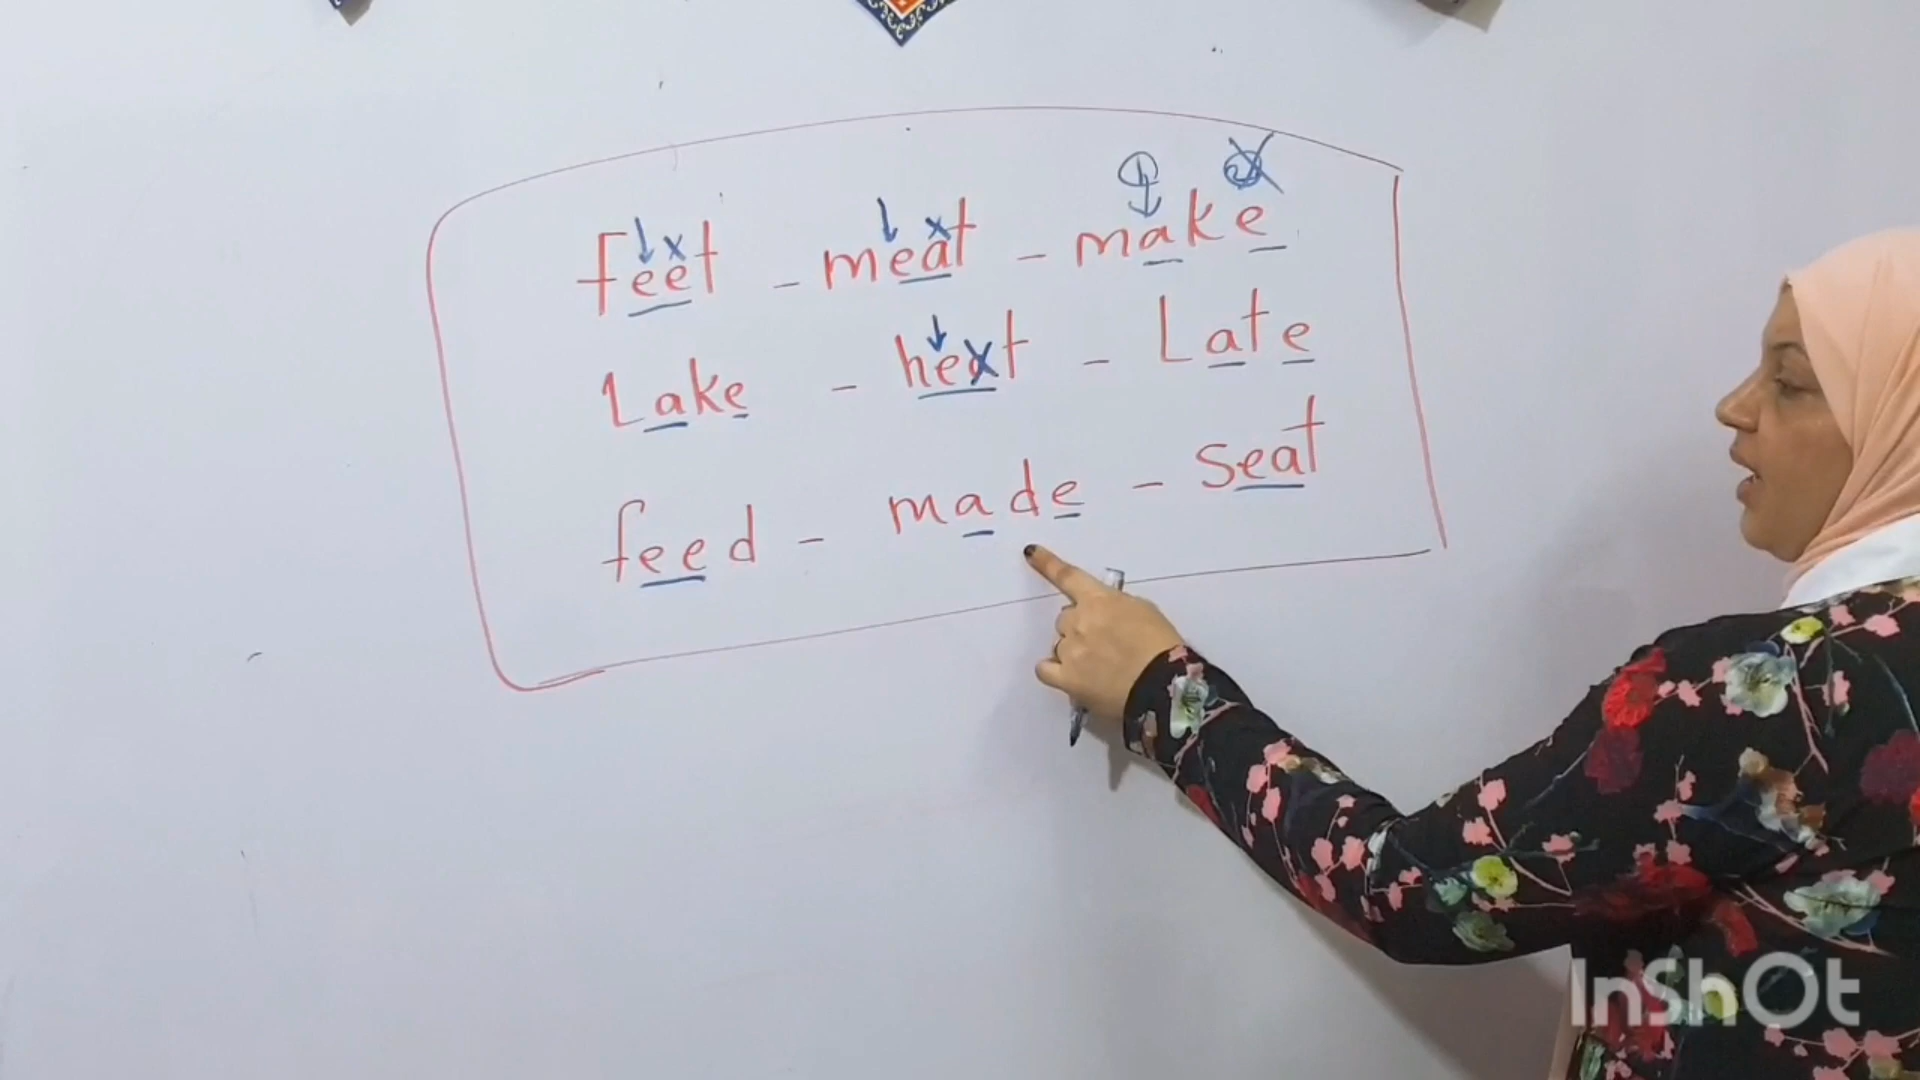 feet - meat - make
Lake - heat - Late
feed - made - seat
InShOt